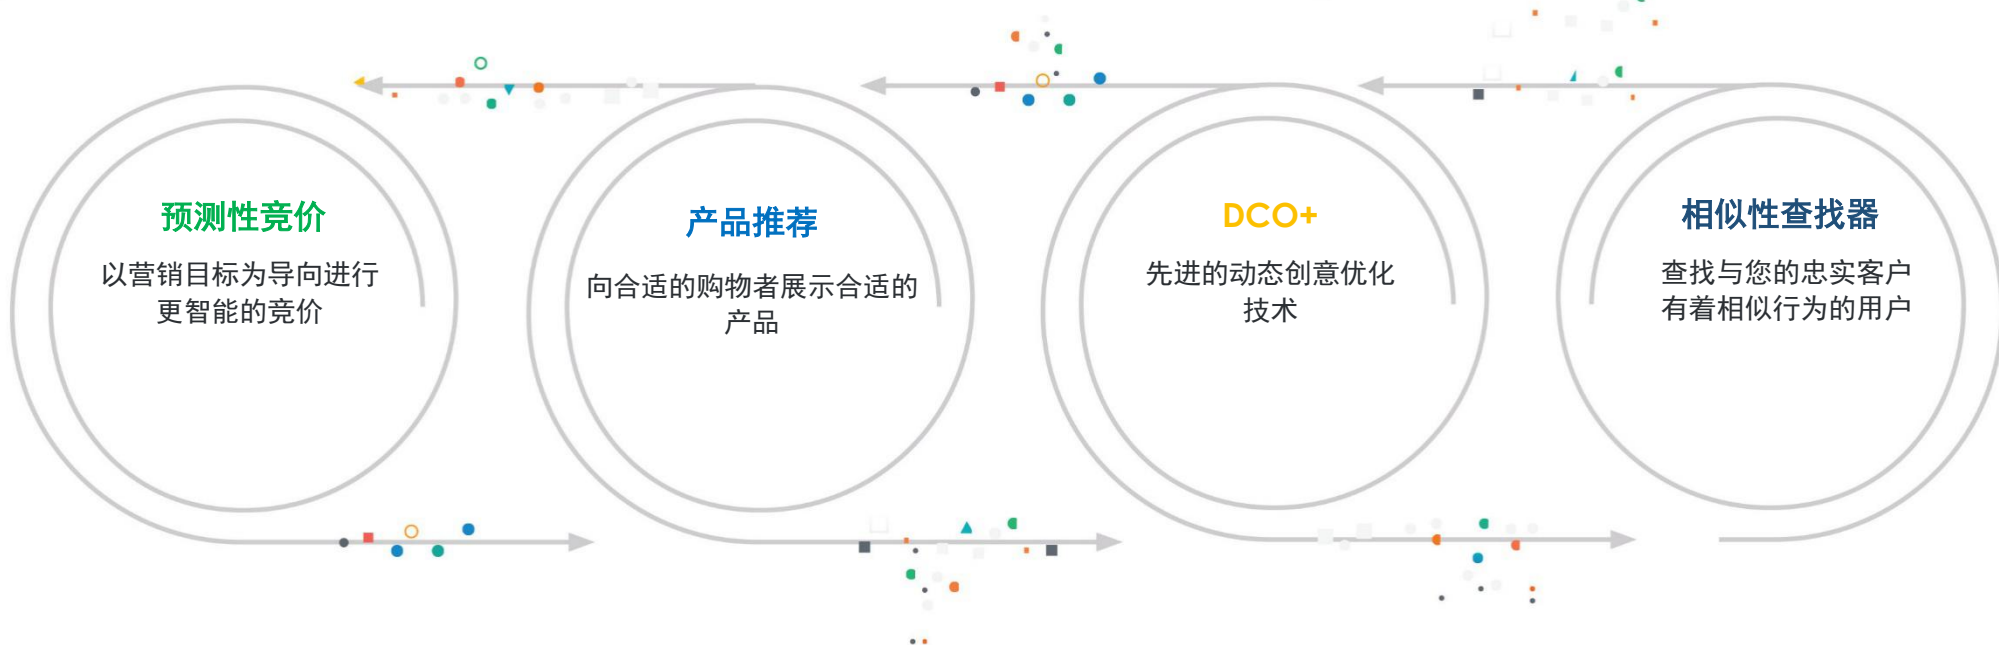 预测性竞价
以营销目标为导向进行
更智能的竞价
产品推荐
向合适的购物者展示合适的
产品
DCO+
先进的动态创意优化
技术
相似性查找器
查找与您的忠实客户
有着相似行为的用户